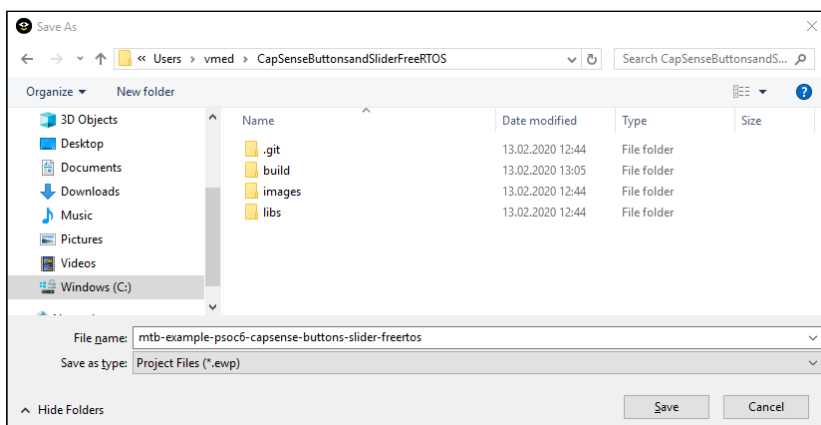 Save As
« Users > vmed > CapSenseButtonsandSliderFreeRTOS
Search CapSenseButtonsandS...
Organize New folder
Name Date modified Type Size
3D Objects
Desktop
Documents
Downloads
Music
Pictures
Videos
Windows (C:)
.git 13.02.2020 12:44 File folder
build 13.02.2020 13:05 File folder
images 13.02.2020 12:44 File folder
libs 13.02.2020 12:44 File folder
File name: mtb-example-psoc6-capsense-buttons-slider-freertos
Save as type: Project Files (*.ewp)
Hide Folders Save Cancel